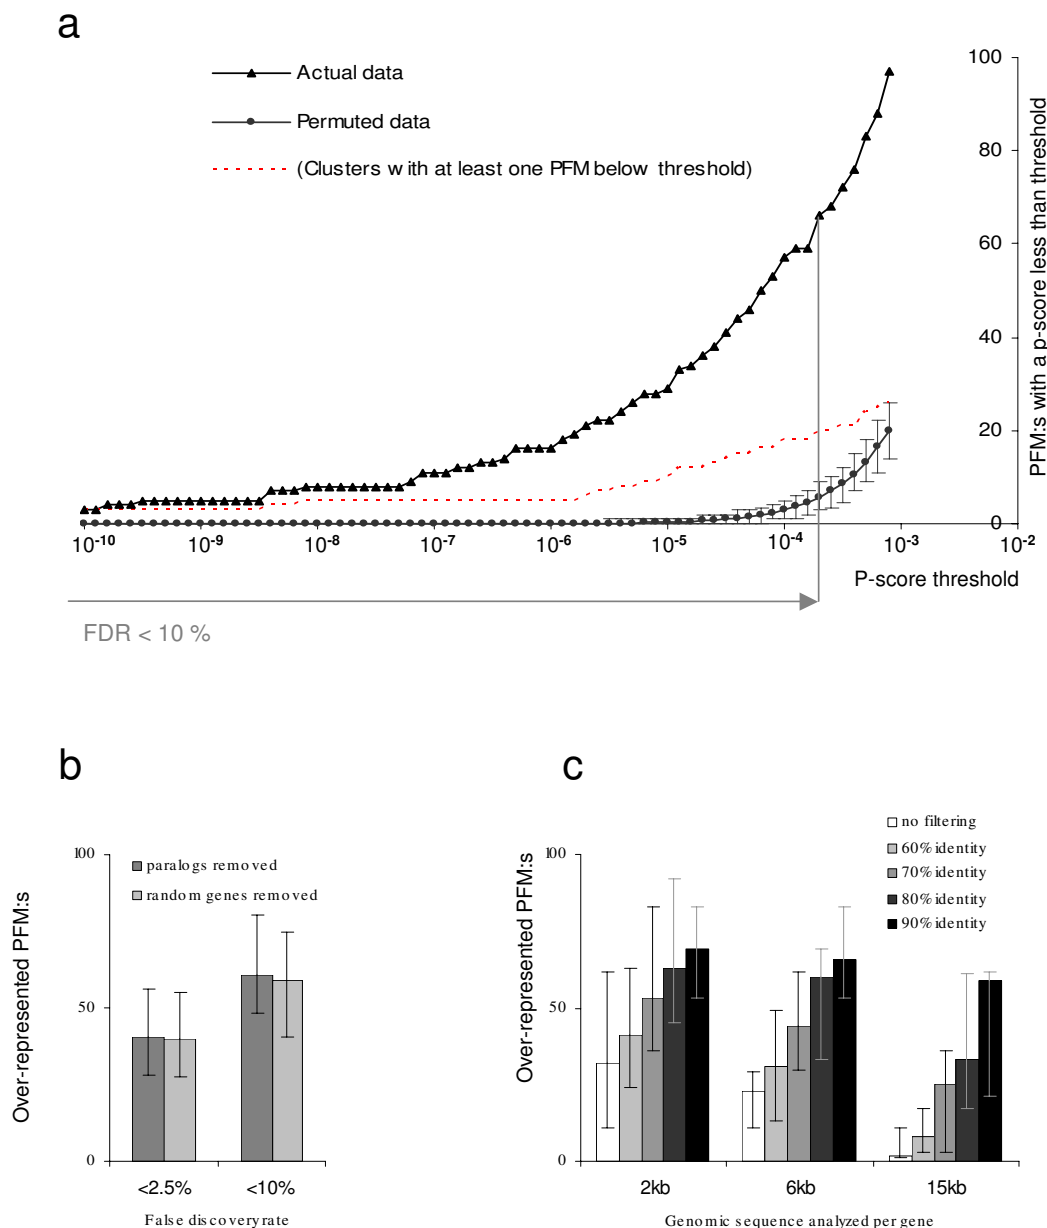 a
Actual data
Permuted data
(Clusters with at least one PFM below threshold)
100
80
60
40
20
0
PFM:s with a p-score less than threshold
10-10
10-9
10-8
10-7
10-6
10-5
10-4
10-3
10-2
P-score threshold
FDR < 10 %
b
Over-represented PFM:s
100
50
0
paralogs removed
random genes removed
<2.5%
<10%
False discovery rate
c
Over-represented PFM:s
100
50
0
no filtering
60% identity
70% identity
80% identity
90% identity
2kb
6kb
15kb
Genomic sequence analyzed per gene